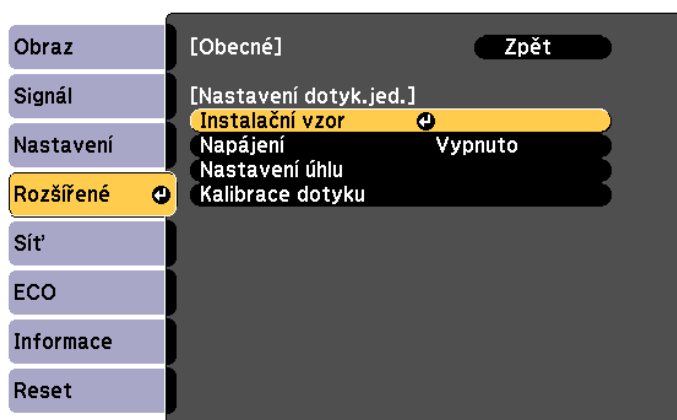 Obraz
Signál
Nastavení
Rozšířené
Síť
ECO
Informace
Reset
[Obecné] Zpět
[Nastavení dotyk.jed.]
Instalační vzor
Napájení Vypnuto
Nastavení úhlu
Kalibrace dotyku